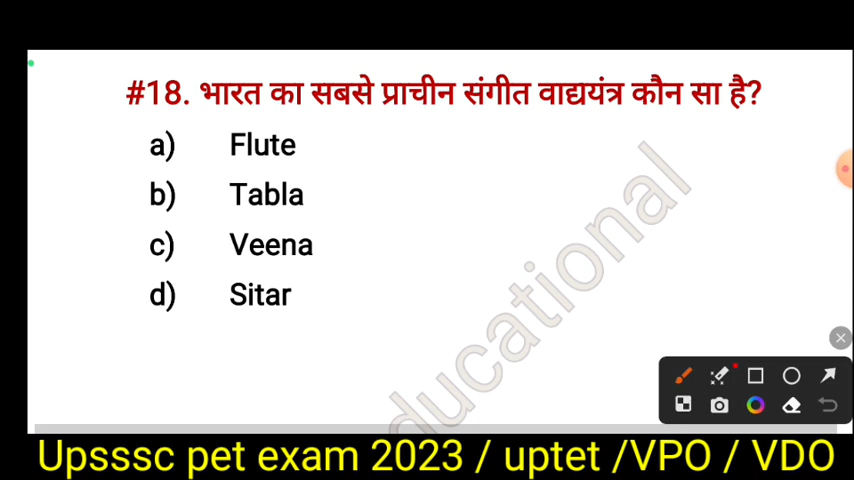 #18. भारत का सबसे प्राचीन संगीत वाद्ययंत्र कौन सा है?
a) Flute
b) Tabla
c) Veena
d) Sitar
ducational
Upsssc pet exam 2023 / uptet /VPO / VDO